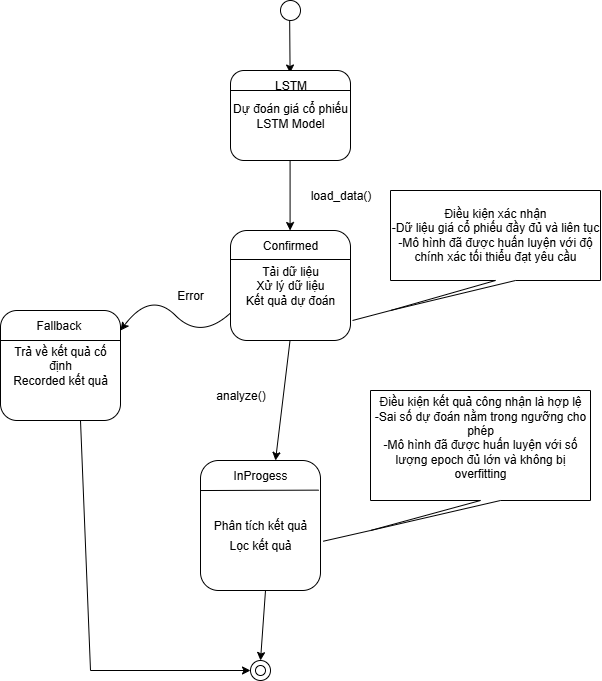 LSTM
Dự đoán giá cổ phiếu
LSTM Model
load_data()
Điều kiện xác nhận
-Dữ liệu giá cổ phiếu đầy đủ và liên tục
-Mô hình đã được huấn luyện với độ
chính xác tối thiểu đạt yêu cầu
Confirmed
Tải dữ liệu
Xử lý dữ liệu
Kết quả dự đoán
Error
Fallback
Trả về kết quả cố
định
Recorded kết quả
analyze()
Điều kiện kết quả công nhận là hợp lệ
-Sai số dự đoán nằm trong ngưỡng cho
phép
-Mô hình đã được huấn luyện với số
lượng epoch đủ lớn và không bị
overfitting
InProgess
Phân tích kết quả
Lọc kết quả